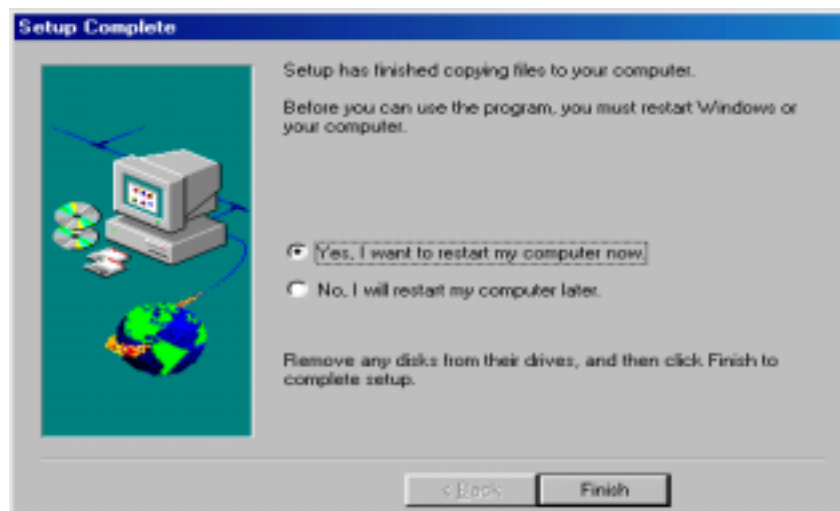 Setup Complete
Setup has finished copying files to your computer.
Before you can use the program, you must restart Windows or
your computer.
Yes, I want to restart my computer now.
No, I will restart my computer later.
Remove any disks from their drives, and then click Finish to
complete setup.
< Back
Finish